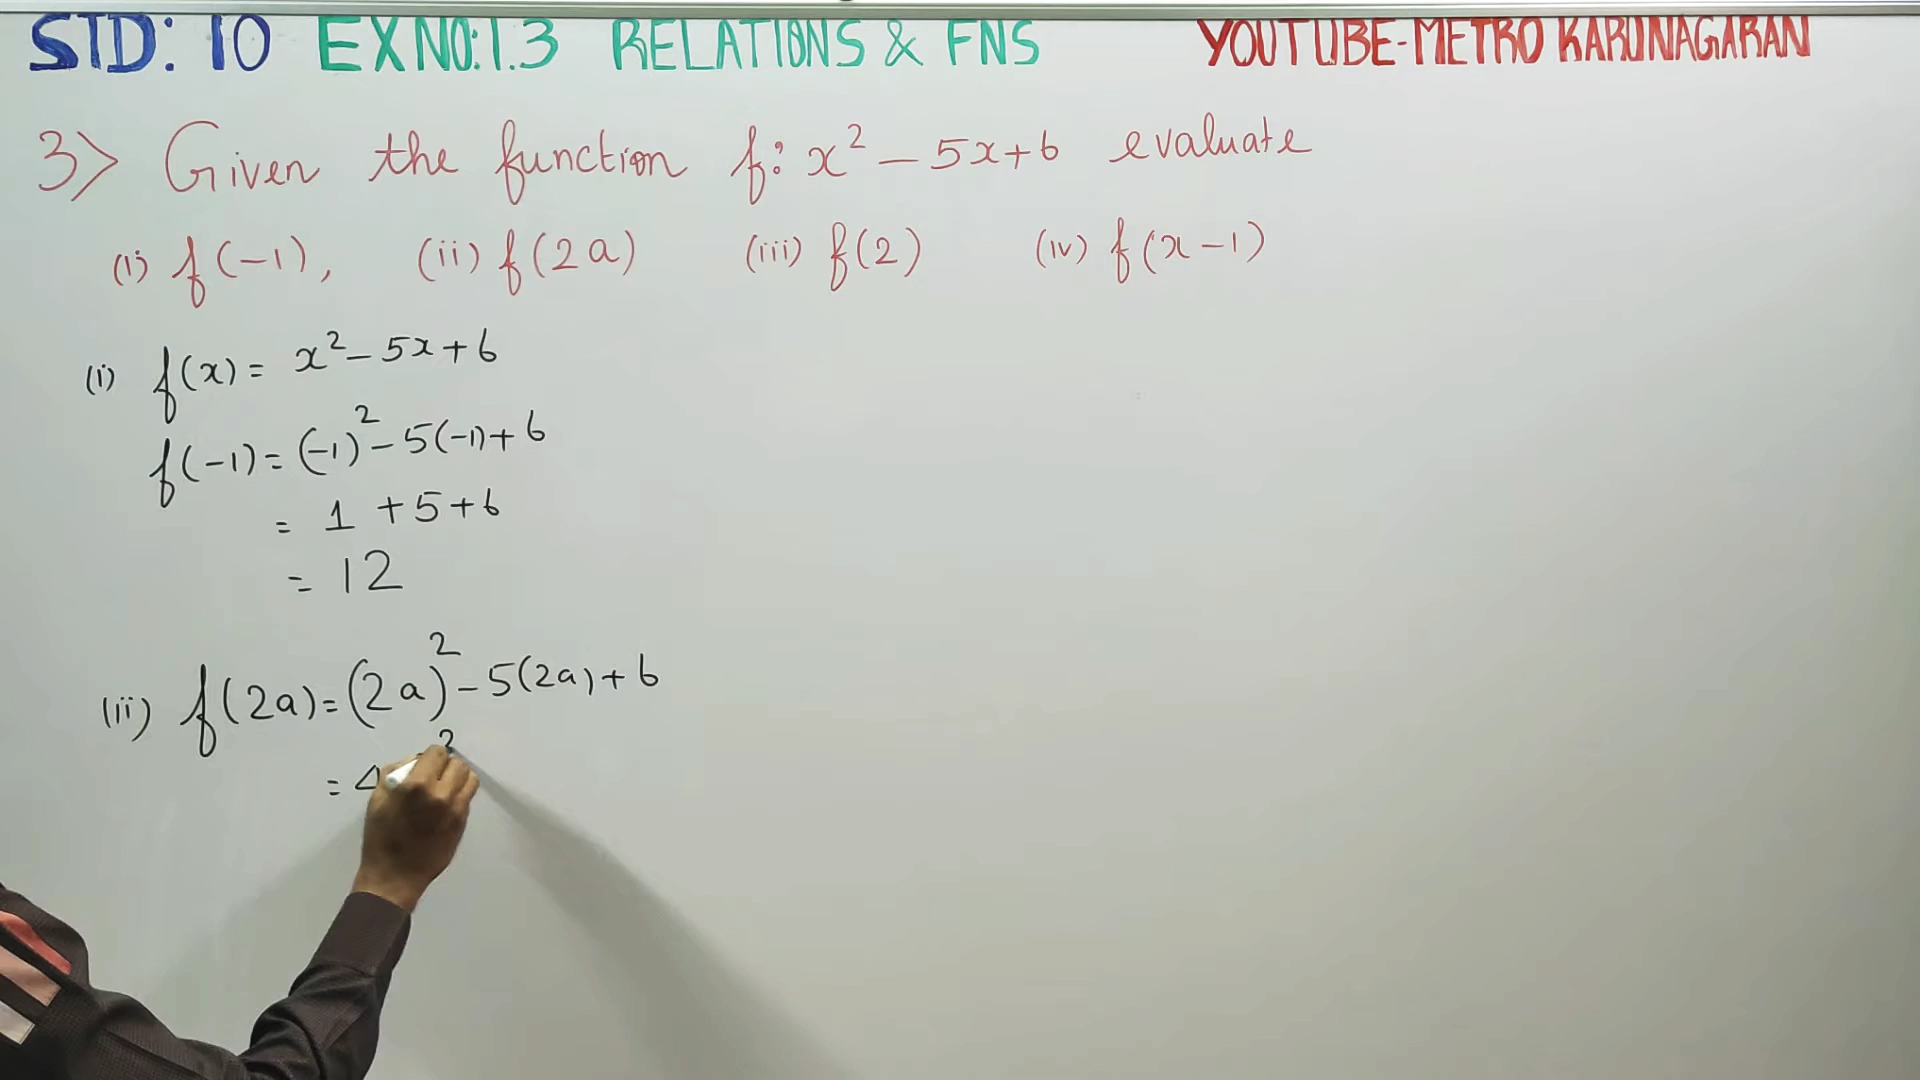 STD: 10 EX NO:1.3 RELATIONS & FNS YOUTUBE-METRO KARUNAGARAN
3> Given the function f: x² – 5x+6 evaluate
(i) f(–1), (ii) f(2a) (iii) f(2) (iv) f(x–1)
(i) f(x) = x² – 5x + 6
f(–1) = (–1)² – 5(–1) + 6
= 1 + 5 + 6
= 12
(ii) f(2a) = (2a)² – 5(2a) + 6
= 4